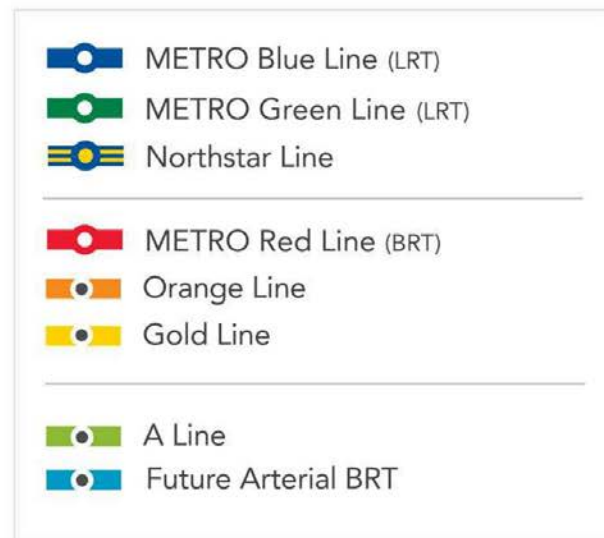 METRO Blue Line (LRT)
METRO Green Line (LRT)
Northstar Line
METRO Red Line (BRT)
Orange Line
Gold Line
A Line
Future Arterial BRT